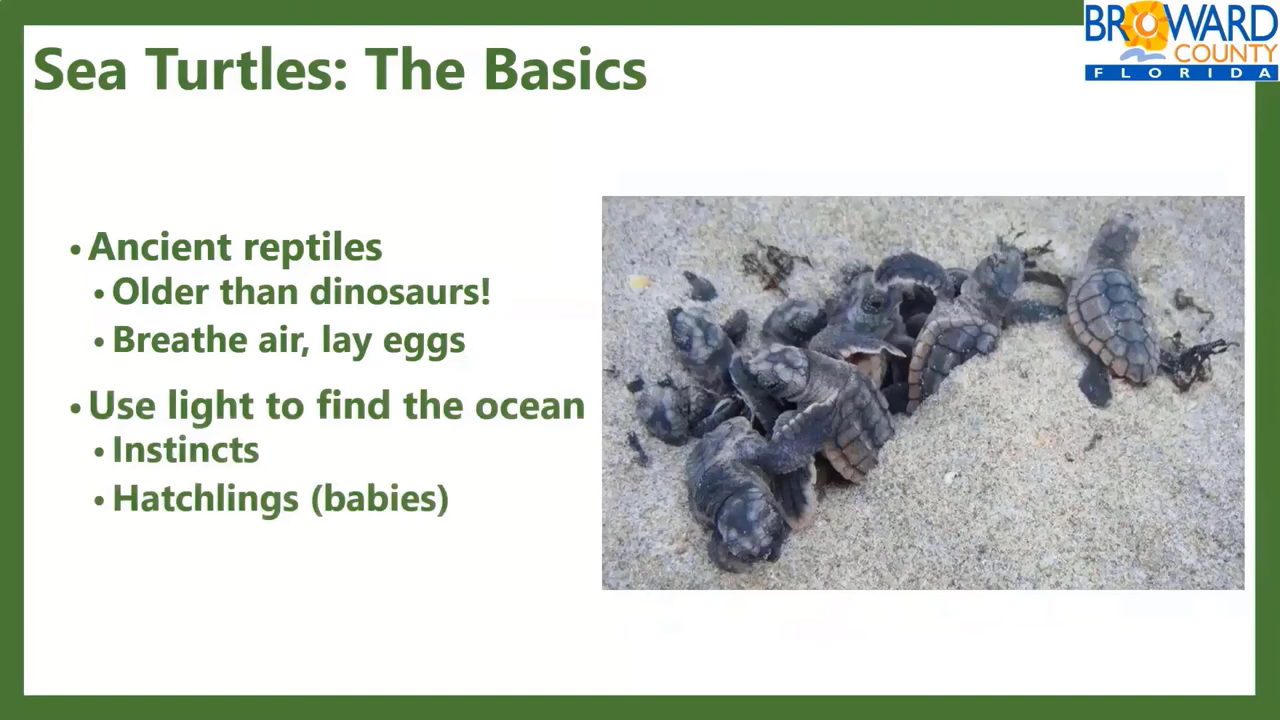 Sea Turtles: The Basics
BROWARD
COUNTY
FLORIDA
• Ancient reptiles
• Older than dinosaurs!
• Breathe air, lay eggs
• Use light to find the ocean
• Instincts
• Hatchlings (babies)